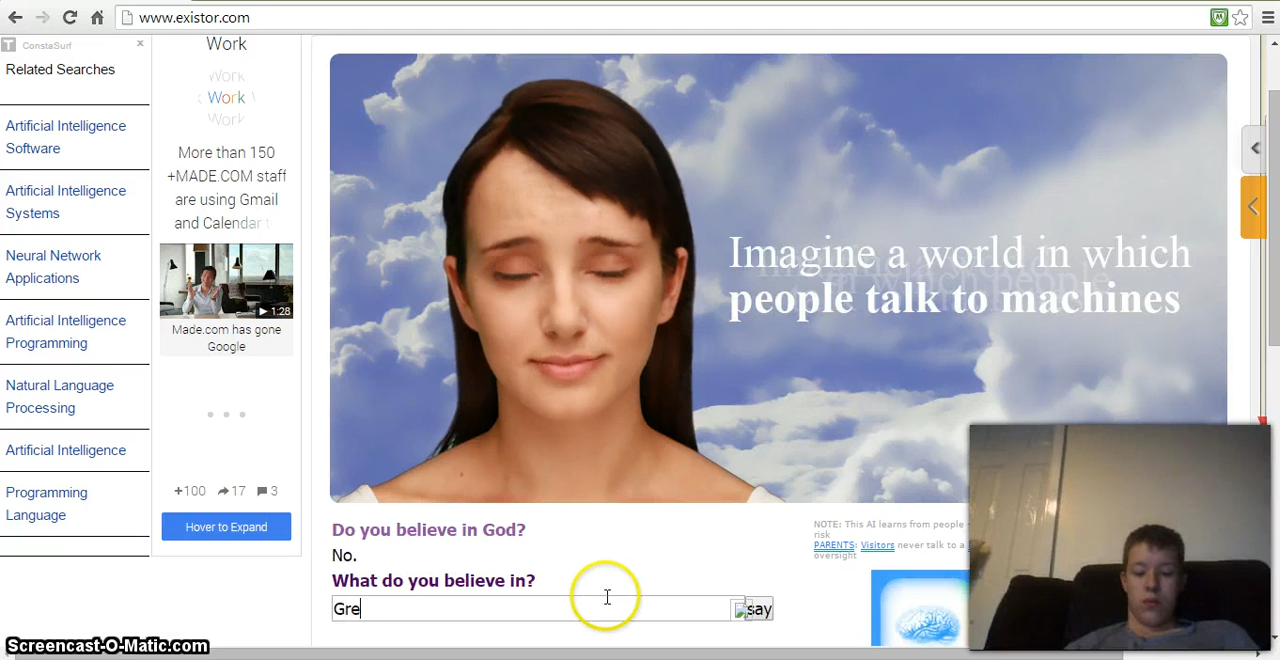 www.existor.com
ConstaSurf
Related Searches
Artificial Intelligence
Software
Artificial Intelligence
Systems
Neural Network
Applications
Artificial Intelligence
Programming
Natural Language
Processing
Artificial Intelligence
Programming
Language
Work
Work
Work
Work
More than 150
+MADE.COM staff
are using Gmail
and Calendar
1:28
Made.com has gone
Google
+100 17 3
Hover to Expand
Imagine a world in which
people talk to machines
Do you believe in God?
No.
What do you believe in?
Gre
say
NOTE: This AI learns from people -
risk
PARENTS: Visitors never talk to a
oversight
Screencast-O-Matic.com